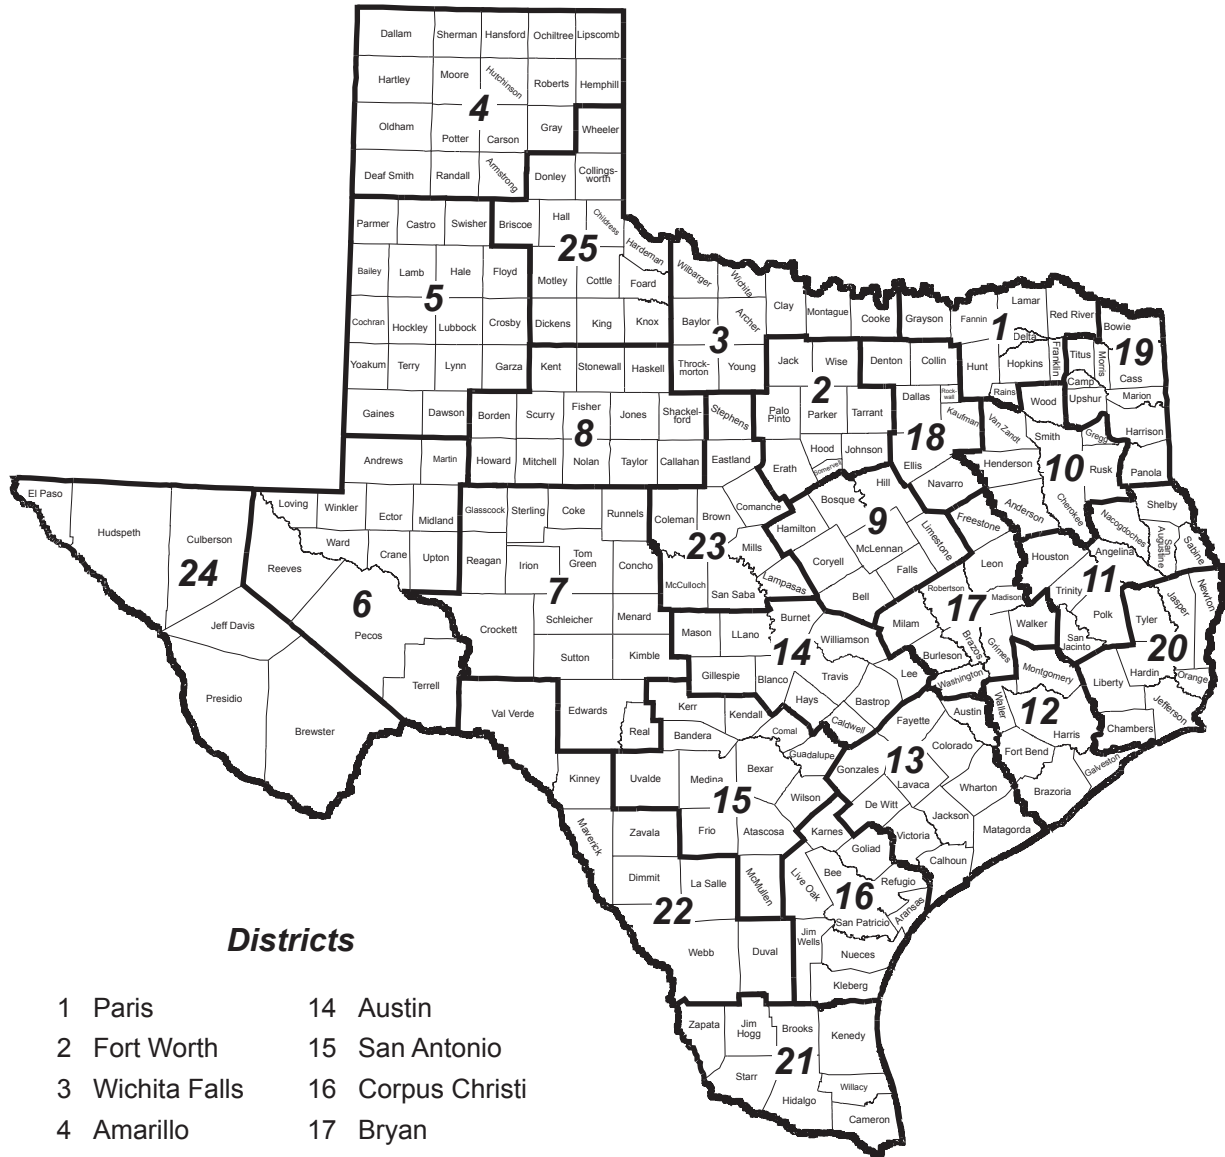 Dallam Sherman Hansford Ochiltree Lipscomb
Hartley Moore Hutchinson Roberts Hemphill
4
Oldham Potter Carson Gray Wheeler
Deaf Smith Randall Armstrong Donley Collings-
worth
Parmer Castro Swisher Briscoe Hall Childress
25
Hardeman
Bailey Lamb Hale Floyd Motley Cottle Foard Wilbarger Wichita
5
Cochran Hockley Lubbock Crosby Dickens King Knox Baylor Archer Clay Montague Cooke Grayson Fannin Lamar Red River Bowie
3
1
Delta
19
Yoakum Terry Lynn Garza Kent Stonewall Haskell Throck-
morton Young Jack Wise Denton Collin Hunt Hopkins Franklin Titus Morris Cass
2
Camp
Gaines Dawson Borden Scurry Fisher Jones Shackel-
ford Stephens Palo
Pinto Parker Tarrant Dallas Rock-
wall Kaufman Rains Wood Upshur Marion
8
18
Van Zandt Smith Gregg Harrison
Andrews Martin Howard Mitchell Nolan Taylor Callahan Eastland Erath Hood Somervell Johnson Ellis Henderson
10
Rusk Panola
El Paso Hudspeth Culberson Loving Winkler Ector Midland Glasscock Sterling Coke Runnels Coleman Brown Comanche Hamilton Bosque Hill Navarro Freestone Anderson Cherokee Nacogdoches Shelby
24
9
23
Ward Crane Upton Reagan Irion Tom
Green Concho McCulloch Mills San Saba Lampasas Coryell McLennan Limestone Falls Leon Houston Angelina San
Augustine Sabine
11
Reeves
6
7
Jeff Davis Pecos Crockett Schleicher Menard Mason LLano Burnet Bell Williamson Milam Robertson
17
Madison Walker Trinity Polk Tyler Jasper Newton
20
14
Brazos Grimes San
Jacinto Hardin Orange
Presidio Brewster Terrell Sutton Kimble Gillespie Blanco Travis Lee Burleson Washington Montgomery Liberty Jefferson
Val Verde Edwards Real Kerr Kendall Hays Bastrop Caldwell Fayette Austin Waller
12
Harris Chambers
Bandera Comal Guadalupe Gonzales
13
Colorado Fort Bend Galveston
Kinney Uvalde Medina Bexar Wilson Lavaca Wharton Brazoria
15
De Witt Jackson Matagorda
Maverick Zavala Frio Atascosa Karnes Goliad Victoria Calhoun
Dimmit La Salle McMullen Live Oak Bee Refugio Aransas
22
16
San Patricio
Webb Duval Jim
Wells Nueces Kleberg
Zapata Jim
Hogg Brooks Kenedy
21
Starr Hidalgo Willacy Cameron
Districts
1 Paris
2 Fort Worth
3 Wichita Falls
4 Amarillo
14 Austin
15 San Antonio
16 Corpus Christi
17 Bryan